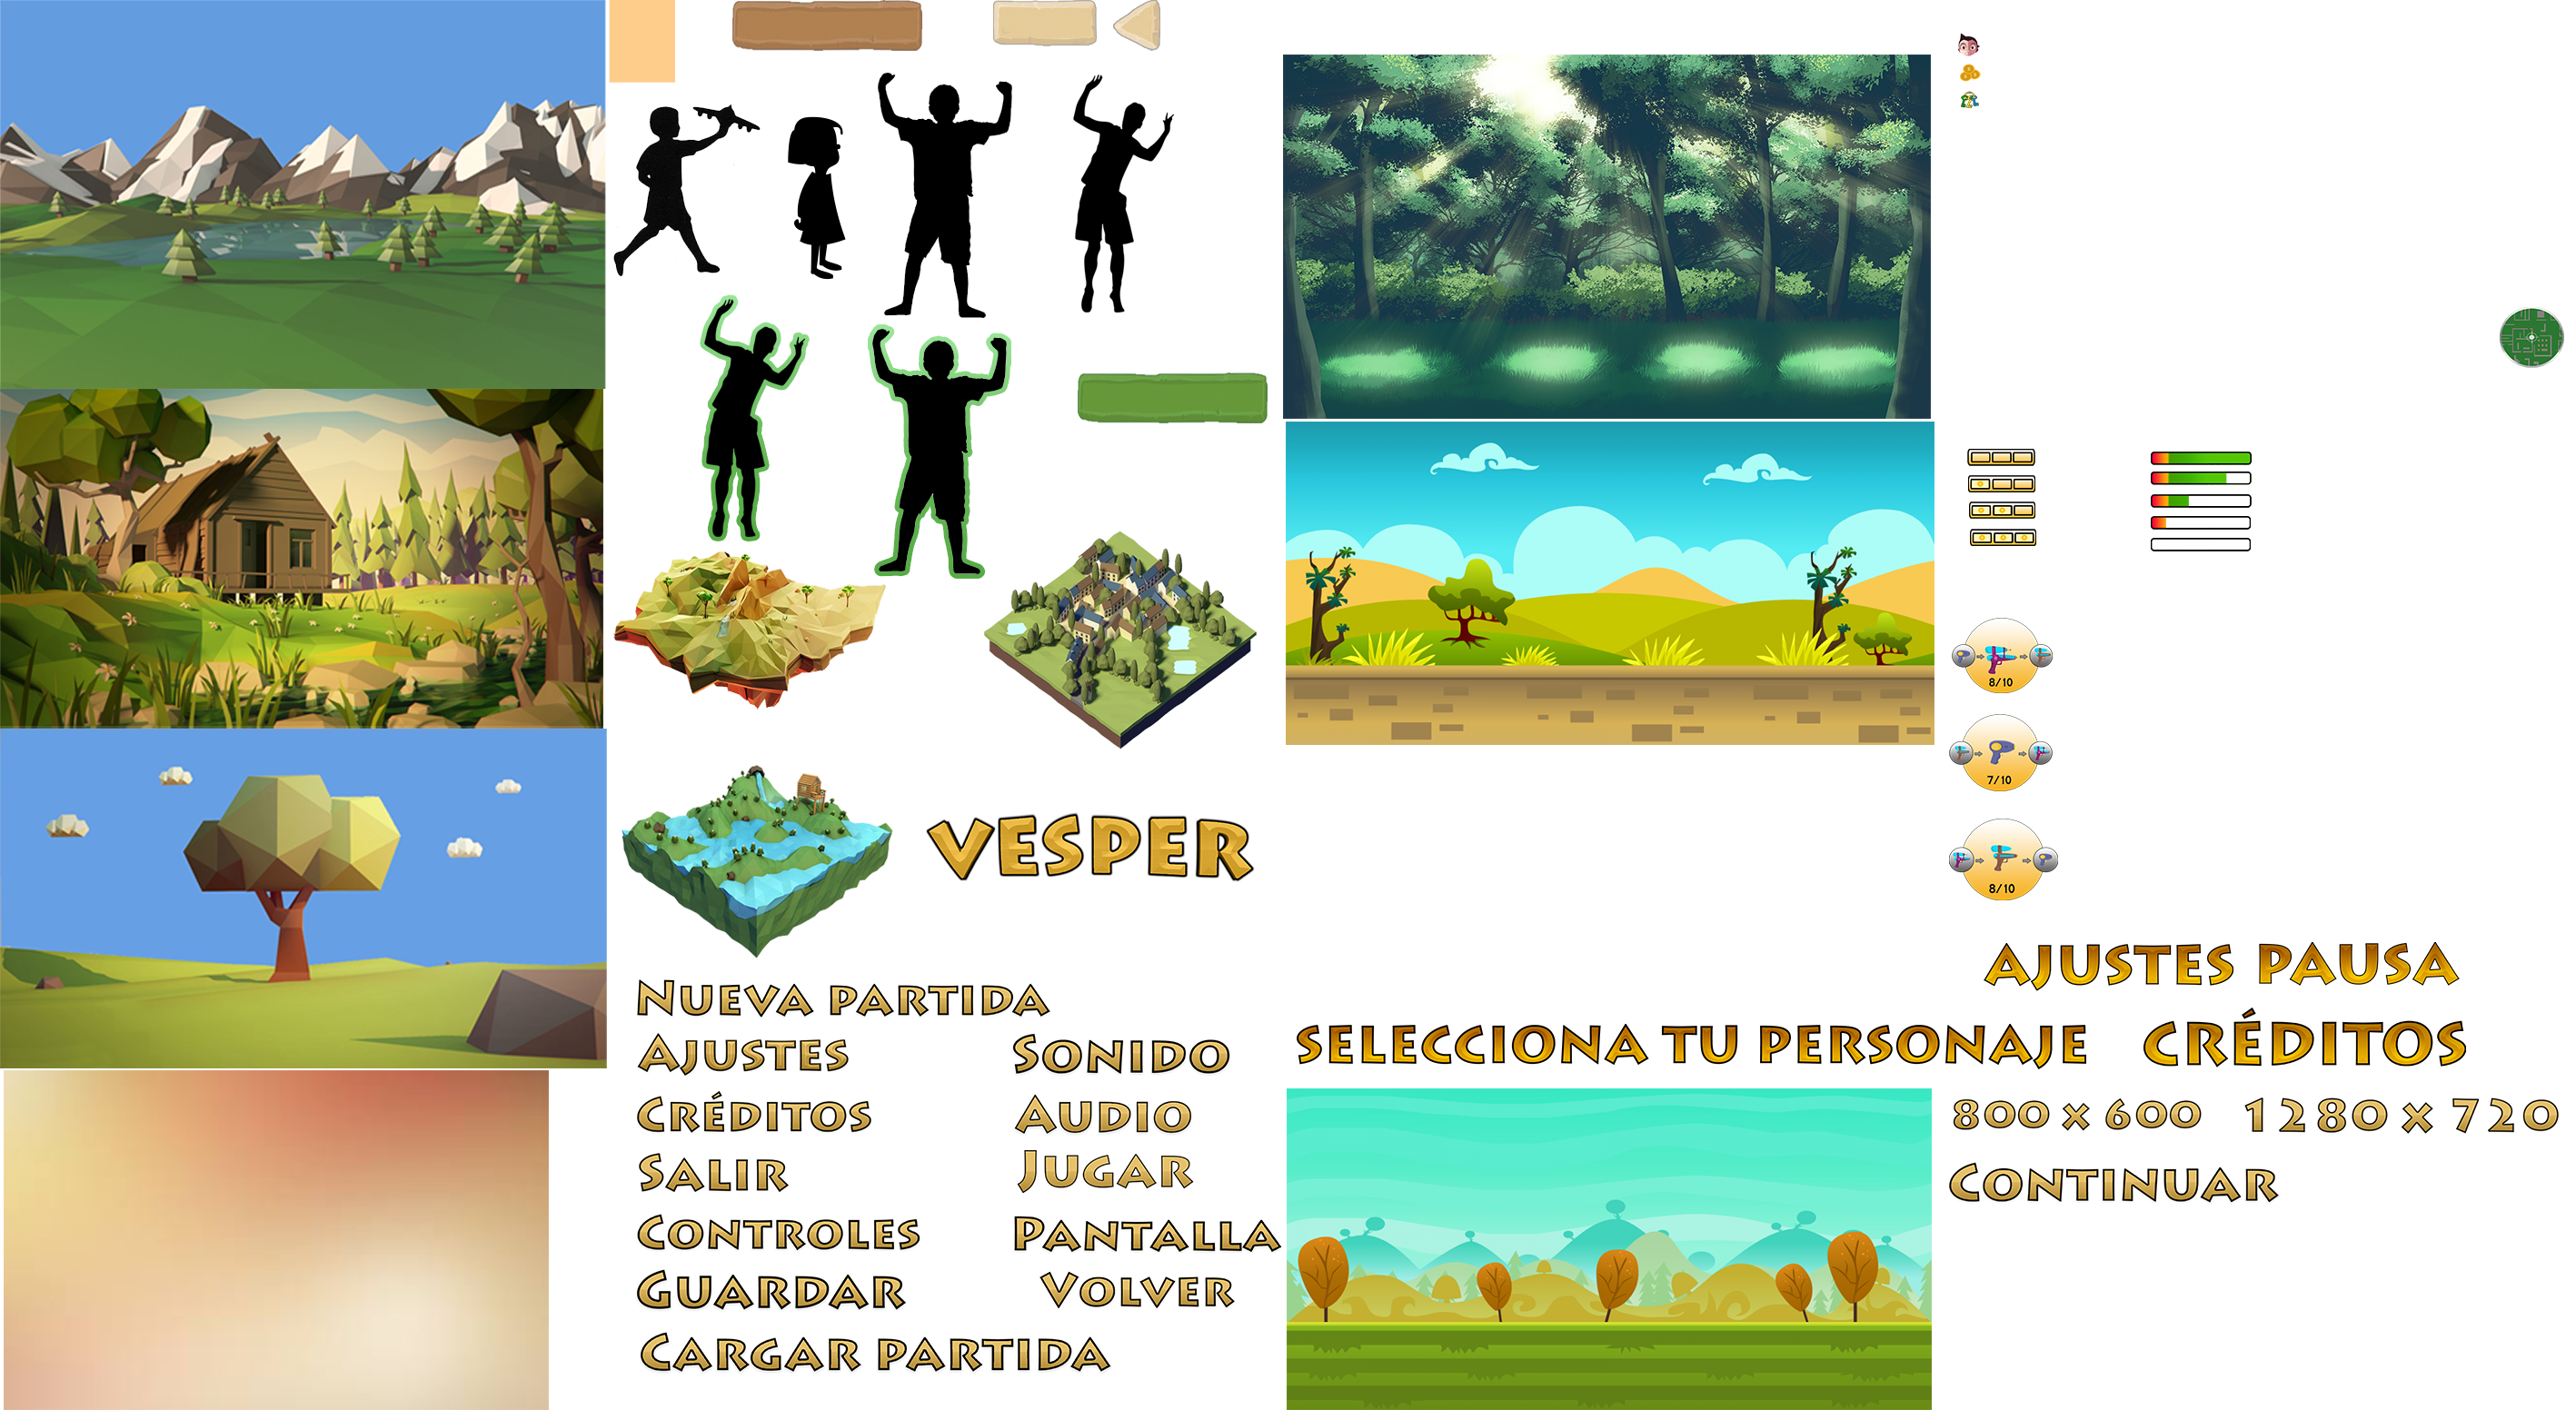 VESPER
NUEVA PARTIDA
AJUSTES
CRÉDITOS
SALIR
CONTROLES
GUARDAR
CARGAR PARTIDA
SONIDO
AUDIO
JUGAR
PANTALLA
VOLVER
8/10
7/10
8/10
AJUSTES PAUSA
SELECCIONA TU PERSONAJE
CRÉDITOS
800 x 600
1280 x 720
CONTINUAR